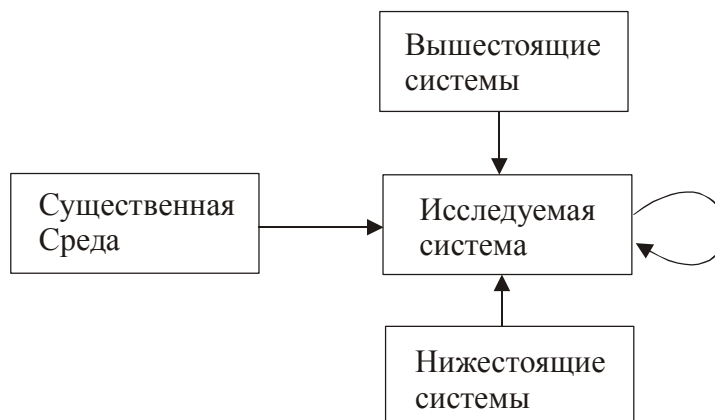 Вышестоящие
системы
Существенная
Среда
Исследуемая
система
Нижестоящие
системы